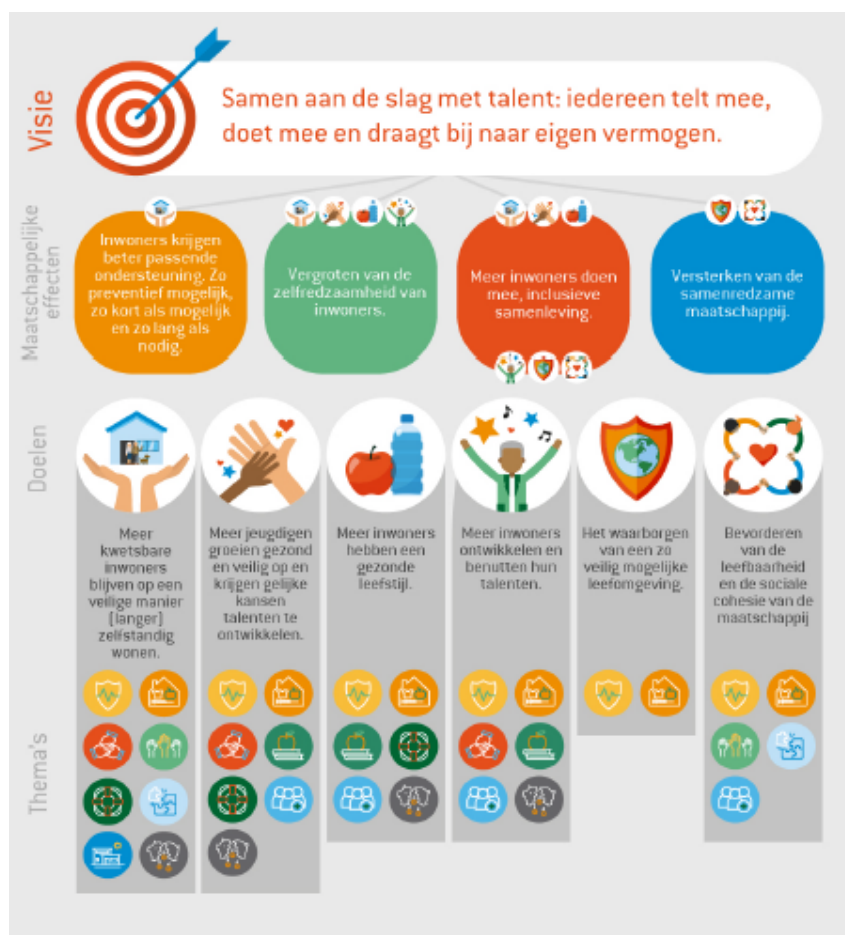 Visie
Samen aan de slag met talent: iedereen telt mee,
doet mee en draagt bij naar eigen vermogen.
Maatschappelijke
effecten
Inwoners krijgen
beter passende
ondersteuning. Zo
preventief mogelijk,
zo kort als mogelijk
en zo lang als
nodig.
Vergroten van de
zelfredzaamheid van
inwoners.
Meer inwoners doen
mee, inclusieve
samenleving.
Versterken van de
samenredzame
maatschappij.
Doelen
Meer
kwetsbare
inwoners
blijven op een
veilige manier
(langer)
zelfstandig
wonen.
Meer jeugdigen
groeien gezond
en veilig op en
krijgen gelijke
kansen
talenten te
ontwikkelen.
Meer inwoners
hebben een
gezonde
leefstijl.
Meer inwoners
ontwikkelen en
benutten hun
talenten.
Het waarborgen
van een zo
veilig mogelijke
leefomgeving.
Bevorderen
van de
leefbaarheid
en de sociale
cohesie van de
maatschappij
Thema's